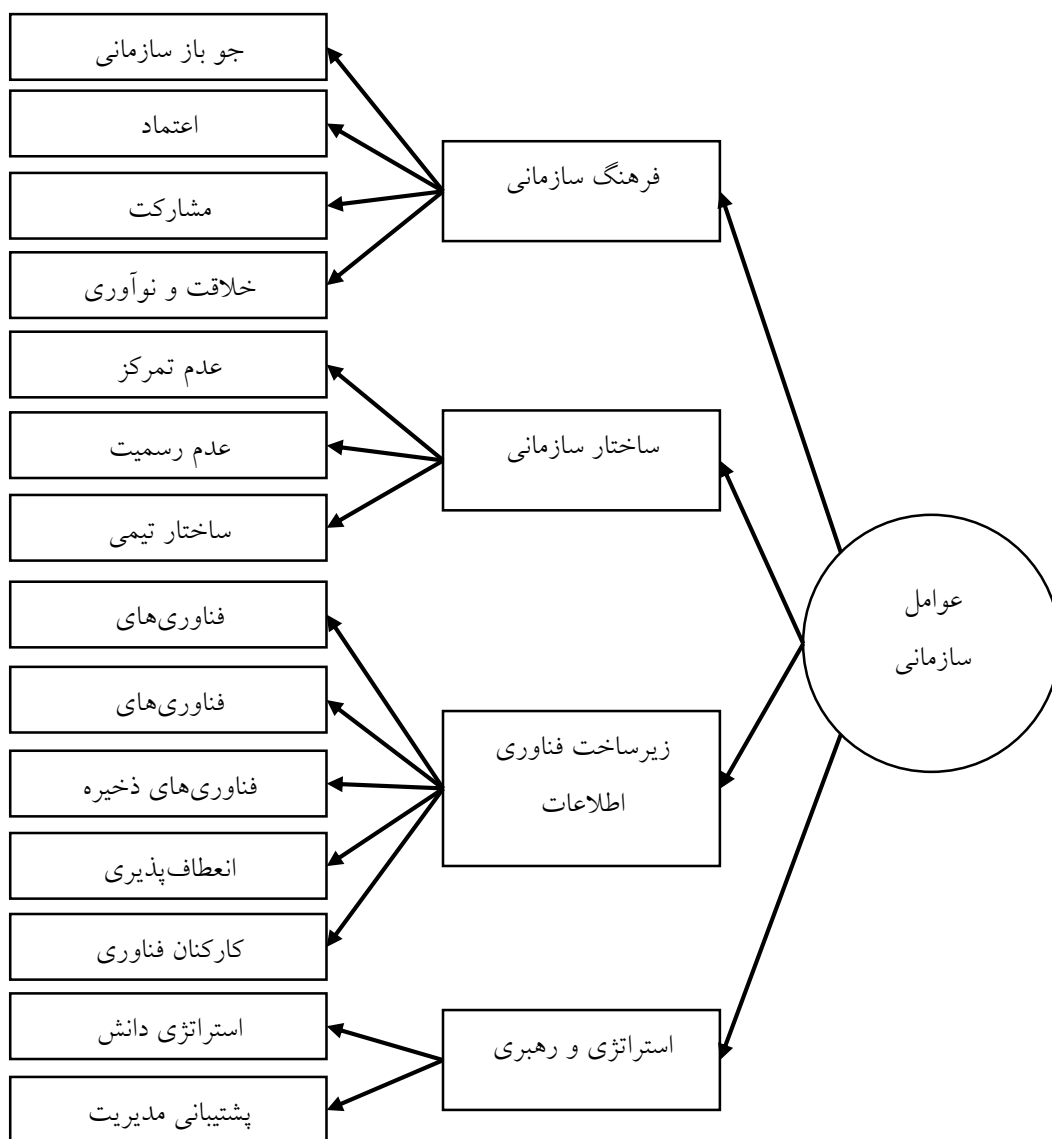 عوامل
سازمانی
فرهنگ سازمانی
جو باز سازمانی
اعتماد
مشارکت
خلاقت و نوآوری
ساختار سازمانی
عدم تمرکز
عدم رسمیت
ساختار تیمی
زیرساخت فناوری
اطلاعات
فناوری‌های
فناوری‌های
فناوری‌های ذخیره
انعطاف‌پذیری
کارکنان فناوری
استراتژی و رهبری
استراتژی دانش
پشتیبانی مدیریت